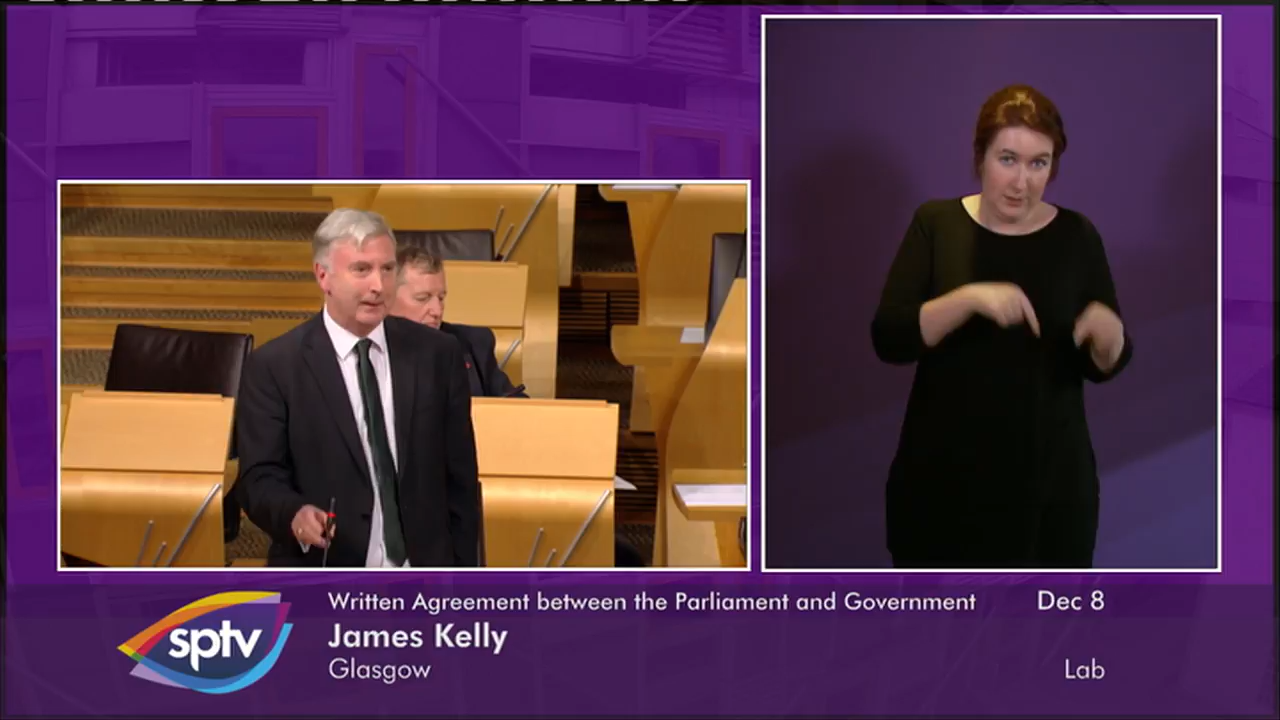 Written Agreement between the Parliament and Government
Dec 8
sptv
James Kelly
Glasgow
Lab